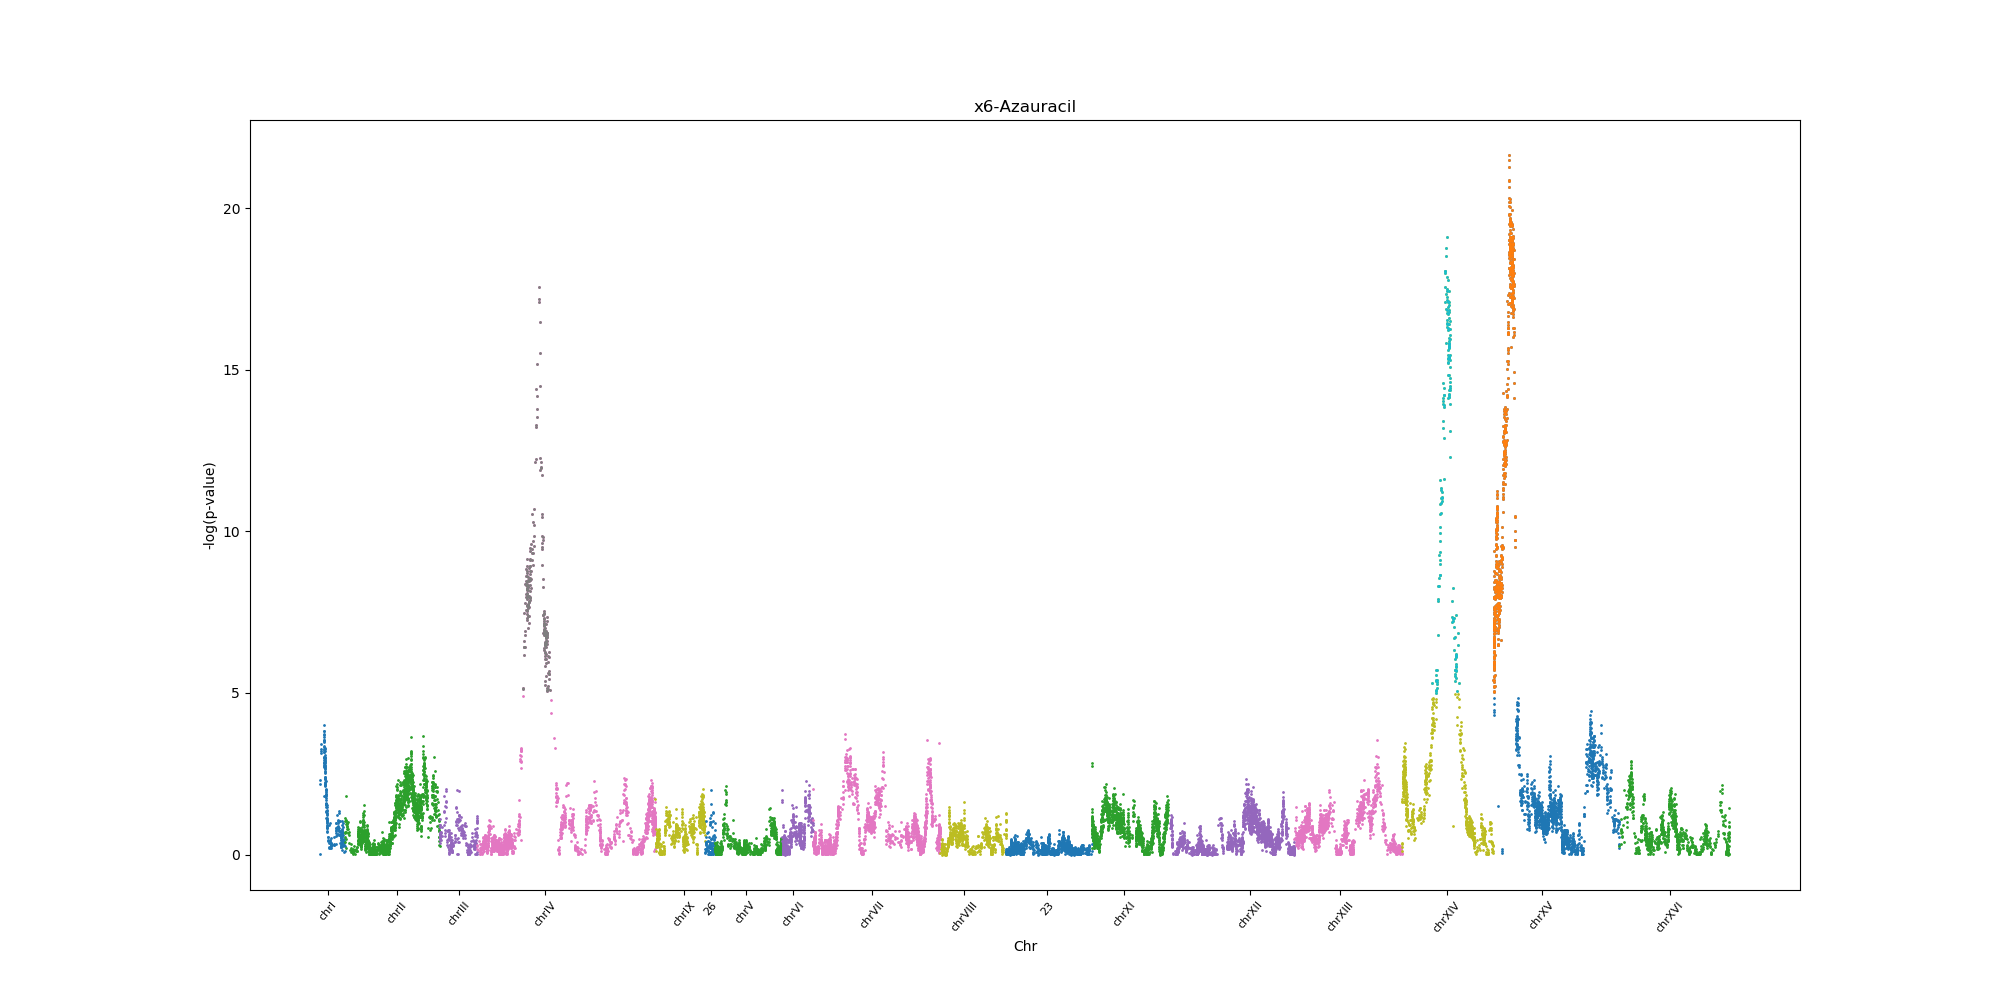 x6-Azauracil
-log(p-value)
20
15
10
5
0
chrI
chrII
chrIII
chrIV
chrIX
26
chrV
chrVI
chrVII
chrVIII
23
chrXI
chrXII
chrXIII
chrXIV
chrXV
chrXVI
Chr